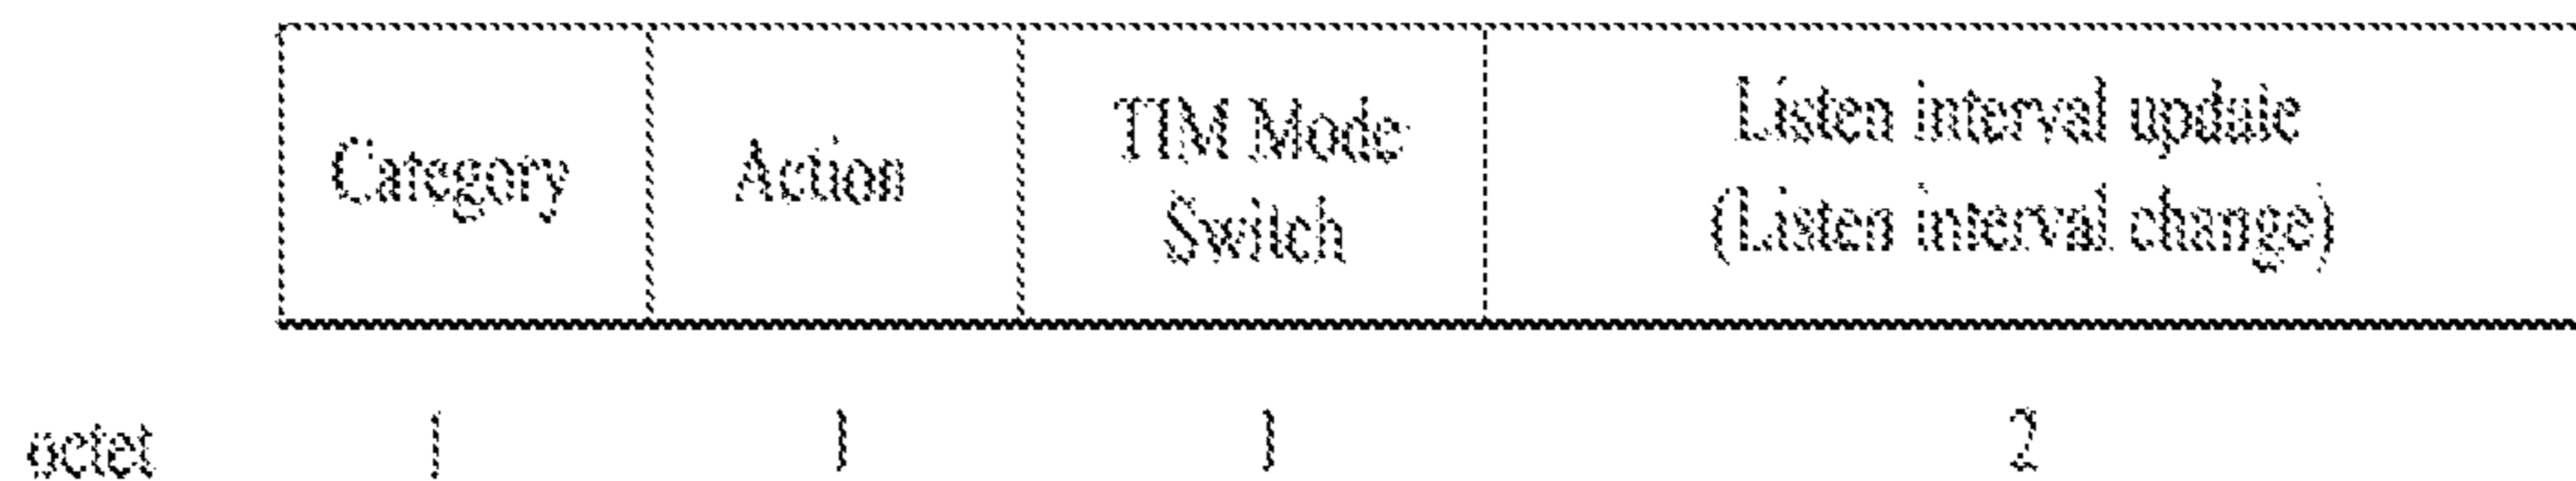 Category Action TIM Mode Switch Listen interval update (Listen interval change)
octet 1 1 1 2